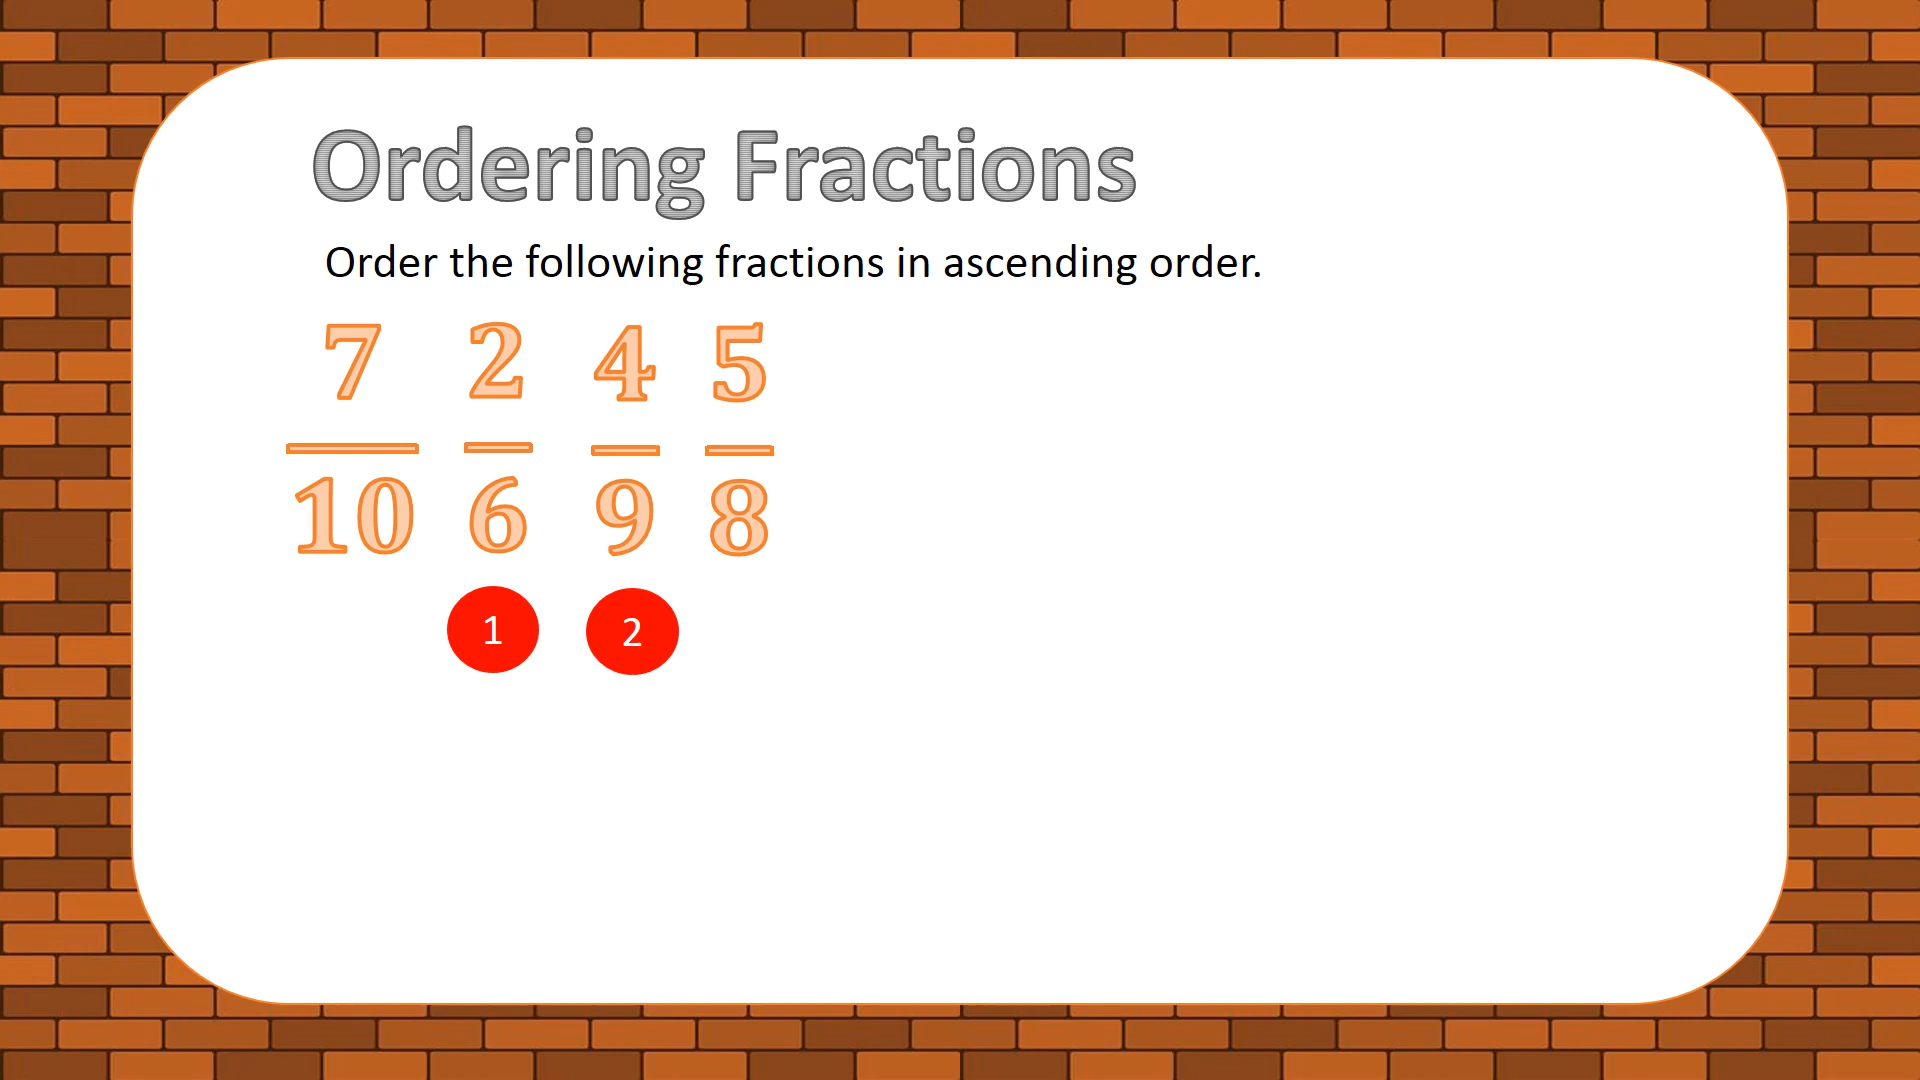 Ordering Fractions
Order the following fractions in ascending order.
7 2 4 5
10 6 9 8
1 2